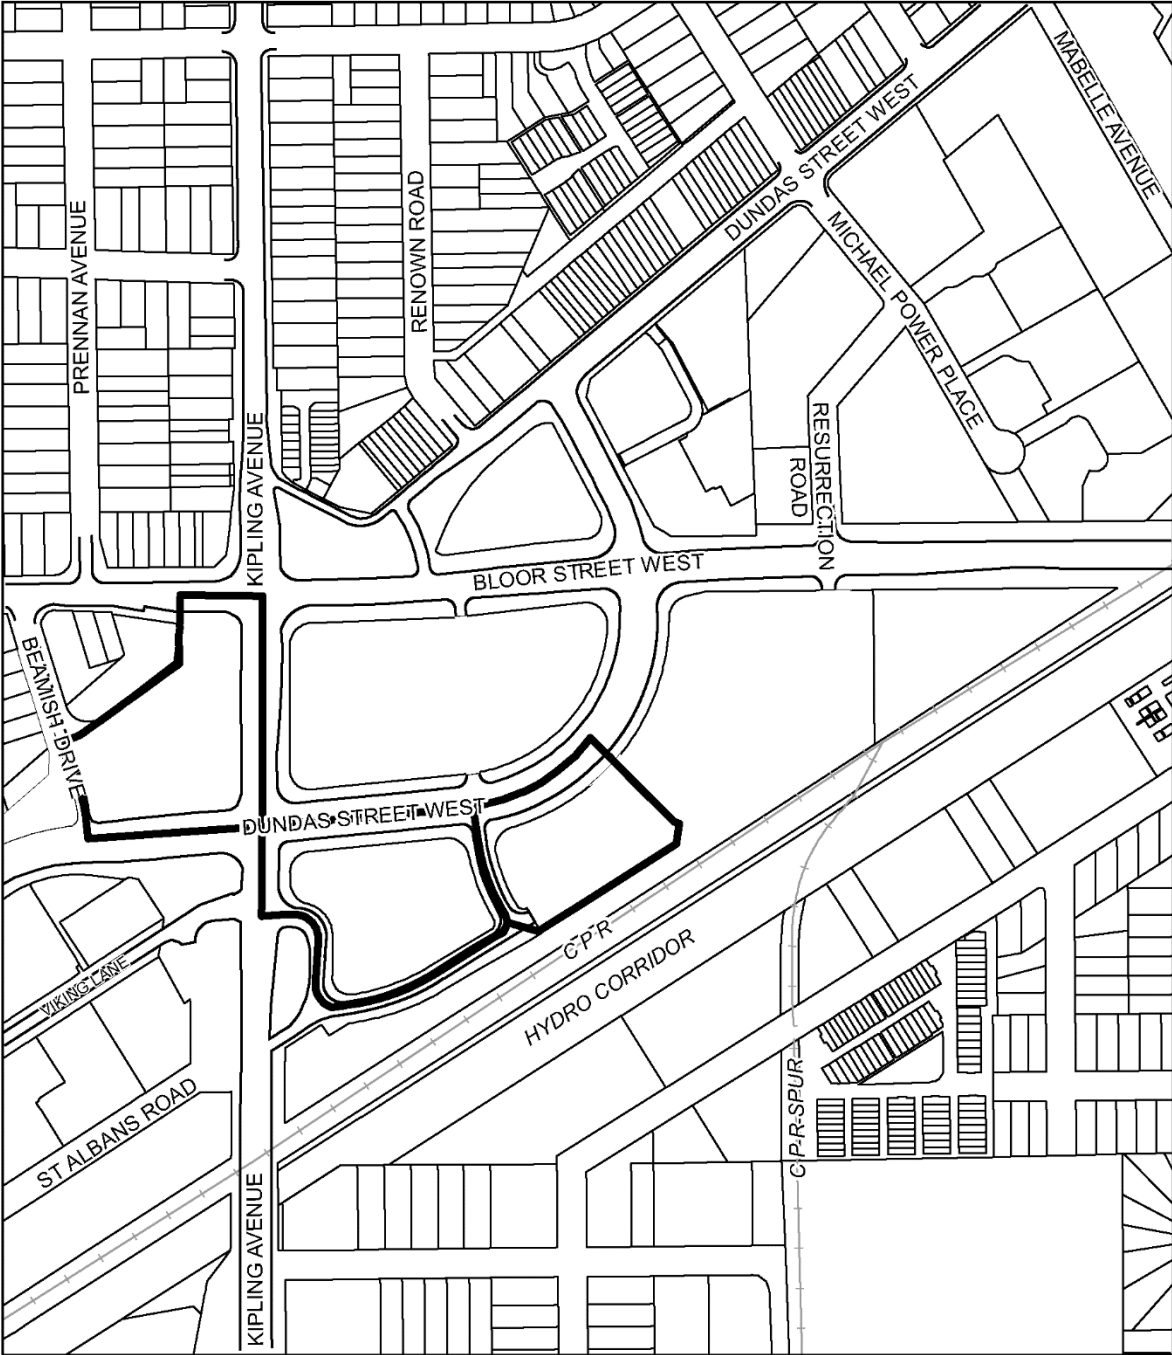 MABELLE AVENUE
DUNDAS STREET WEST
RENOWN ROAD
PRENNAN AVENUE
MICHAEL POWER PLACE
RESURRECTION
ROAD
KIPLING AVENUE
BLOOR STREET WEST
BEAMISH DRIVE
DUNDAS STREET WEST
C P R
HYDRO CORRIDOR
VIKING LANE
ST ALBANS ROAD
C P R SPUR
KIPLING AVENUE